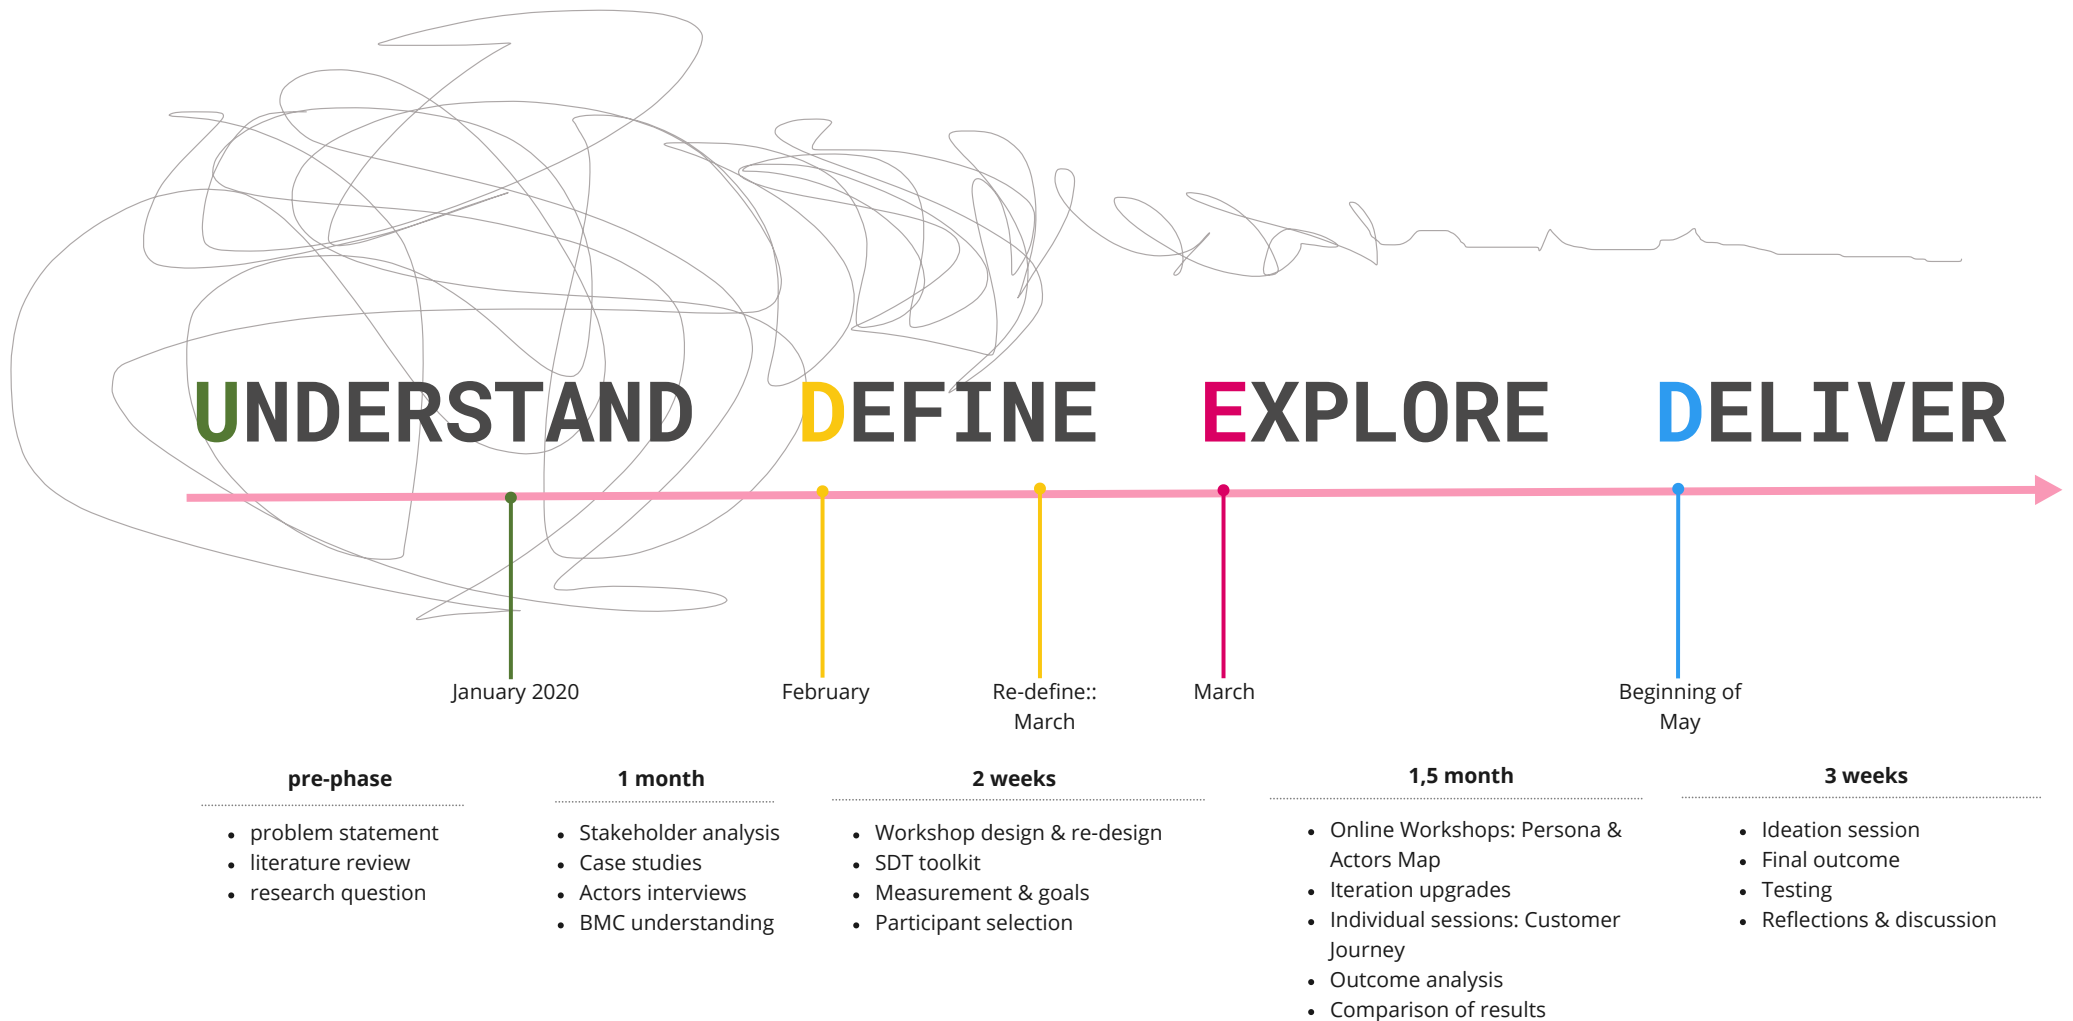 UNDERSTAND
DEFINE
EXPLORE
DELIVER
January 2020
February
Re-define::
March
March
Beginning of
May
pre-phase
• problem statement
• literature review
• research question
1 month
• Stakeholder analysis
• Case studies
• Actors interviews
• BMC understanding
2 weeks
• Workshop design & re-design
• SDT toolkit
• Measurement & goals
• Participant selection
1,5 month
• Online Workshops: Persona &
Actors Map
• Iteration upgrades
• Individual sessions: Customer
Journey
• Outcome analysis
• Comparison of results
3 weeks
• Ideation session
• Final outcome
• Testing
• Reflections & discussion